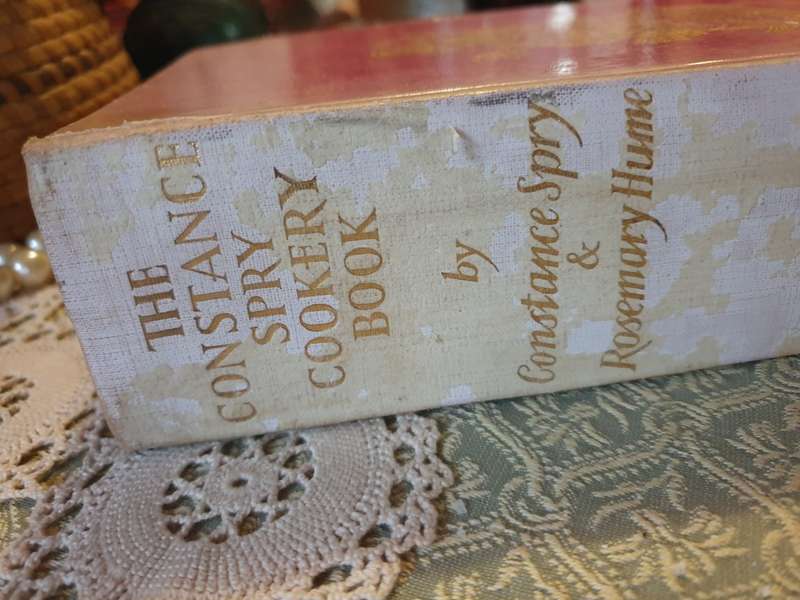 THE
CONSTANCE
SPRY
COOKERY
BOOK
by
Constance Spry
&
Rosemary Hume